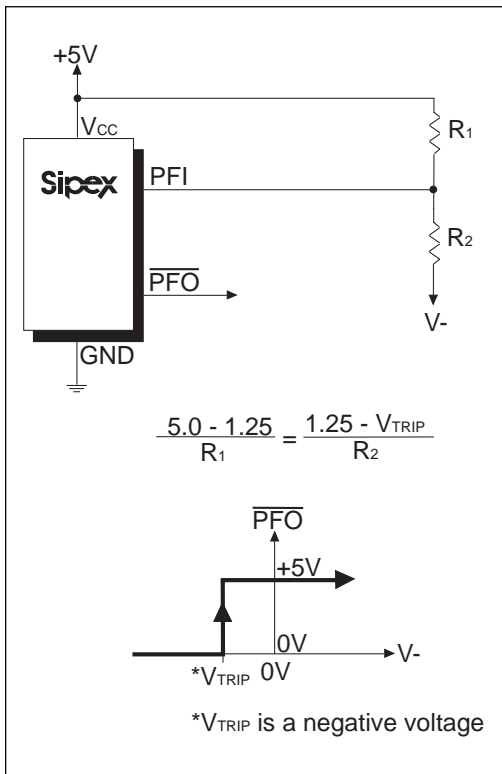 +5V
VCC
R1
Sipex
PFI
R2
PFO
V-
GND
5.0 - 1.25 / R1 = 1.25 - VTRIP / R2
PFO
+5V
0V
V-
*VTRIP 0V
*VTRIP is a negative voltage